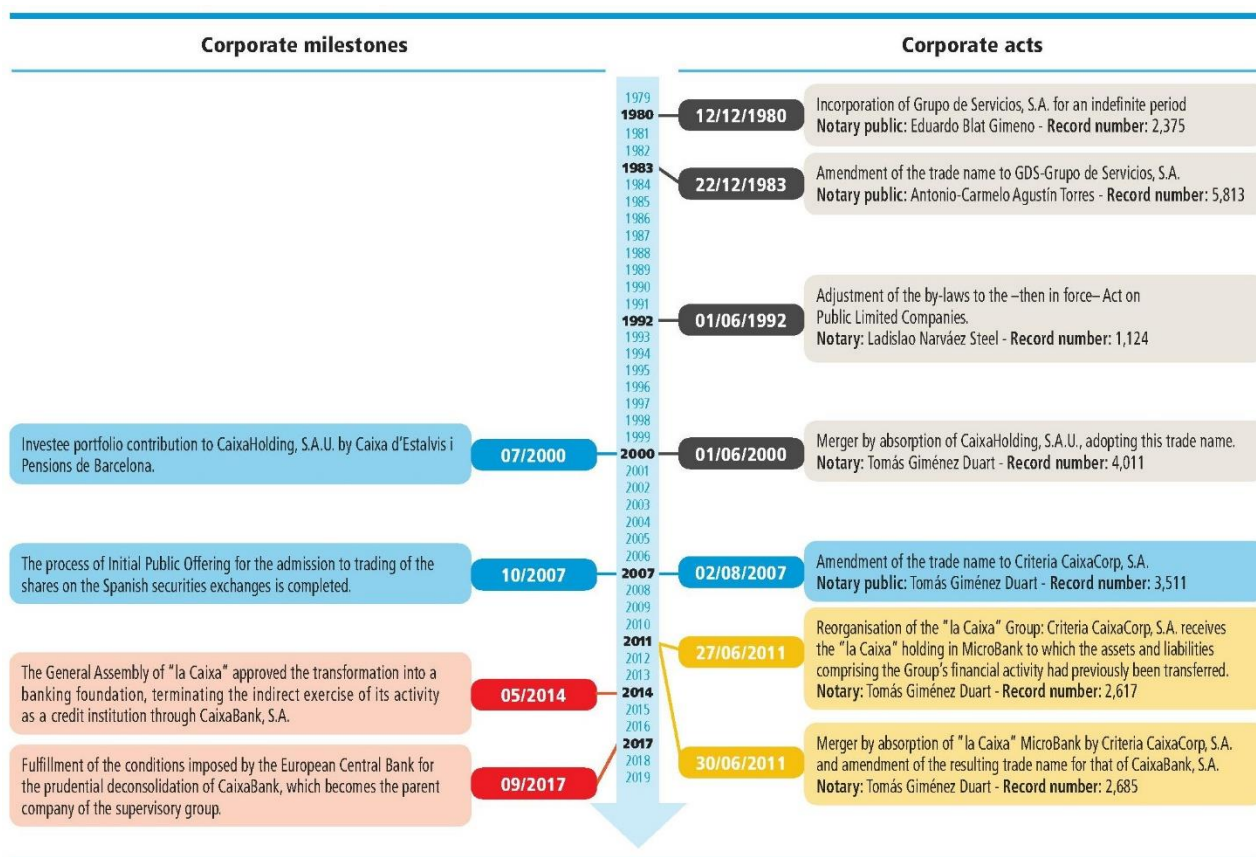 Corporate milestones
Corporate acts
1979
1980
1981
1982
1983
1984
1985
1986
1987
1988
1989
1990
1991
1992
1993
1994
1995
1996
1997
1998
1999
2000
2001
2002
2003
2004
2005
2006
2007
2008
2009
2010
2011
2012
2013
2014
2015
2016
2017
2018
2019
12/12/1980
Incorporation of Grupo de Servicios, S.A. for an indefinite period
Notary public: Eduardo Blat Gimeno - Record number: 2,375
22/12/1983
Amendment of the trade name to GDS-Grupo de Servicios, S.A.
Notary public: Antonio-Carmelo Agustín Torres - Record number: 5,813
01/06/1992
Adjustment of the by-laws to the –then in force– Act on
Public Limited Companies.
Notary: Ladislao Narváez Steel - Record number: 1,124
Investee portfolio contribution to CaixaHolding, S.A.U. by Caixa d'Estalvis i
Pensions de Barcelona.
07/2000
01/06/2000
Merger by absorption of CaixaHolding, S.A.U., adopting this trade name.
Notary: Tomás Giménez Duart - Record number: 4,011
The process of Initial Public Offering for the admission to trading of the
shares on the Spanish securities exchanges is completed.
10/2007
02/08/2007
Amendment of the trade name to Criteria CaixaCorp, S.A.
Notary public: Tomás Giménez Duart - Record number: 3,511
27/06/2011
Reorganisation of the "la Caixa" Group: Criteria CaixaCorp, S.A. receives
the "la Caixa" holding in MicroBank to which the assets and liabilities
comprising the Group's financial activity had previously been transferred.
Notary: Tomás Giménez Duart - Record number: 2,617
The General Assembly of "la Caixa" approved the transformation into a
banking foundation, terminating the indirect exercise of its activity
as a credit institution through CaixaBank, S.A.
05/2014
30/06/2011
Merger by absorption of "la Caixa" MicroBank by Criteria CaixaCorp, S.A.
and amendment of the resulting trade name for that of CaixaBank, S.A.
Notary: Tomás Giménez Duart - Record number: 2,685
Fulfillment of the conditions imposed by the European Central Bank for
the prudential deconsolidation of CaixaBank, which becomes the parent
company of the supervisory group.
09/2017